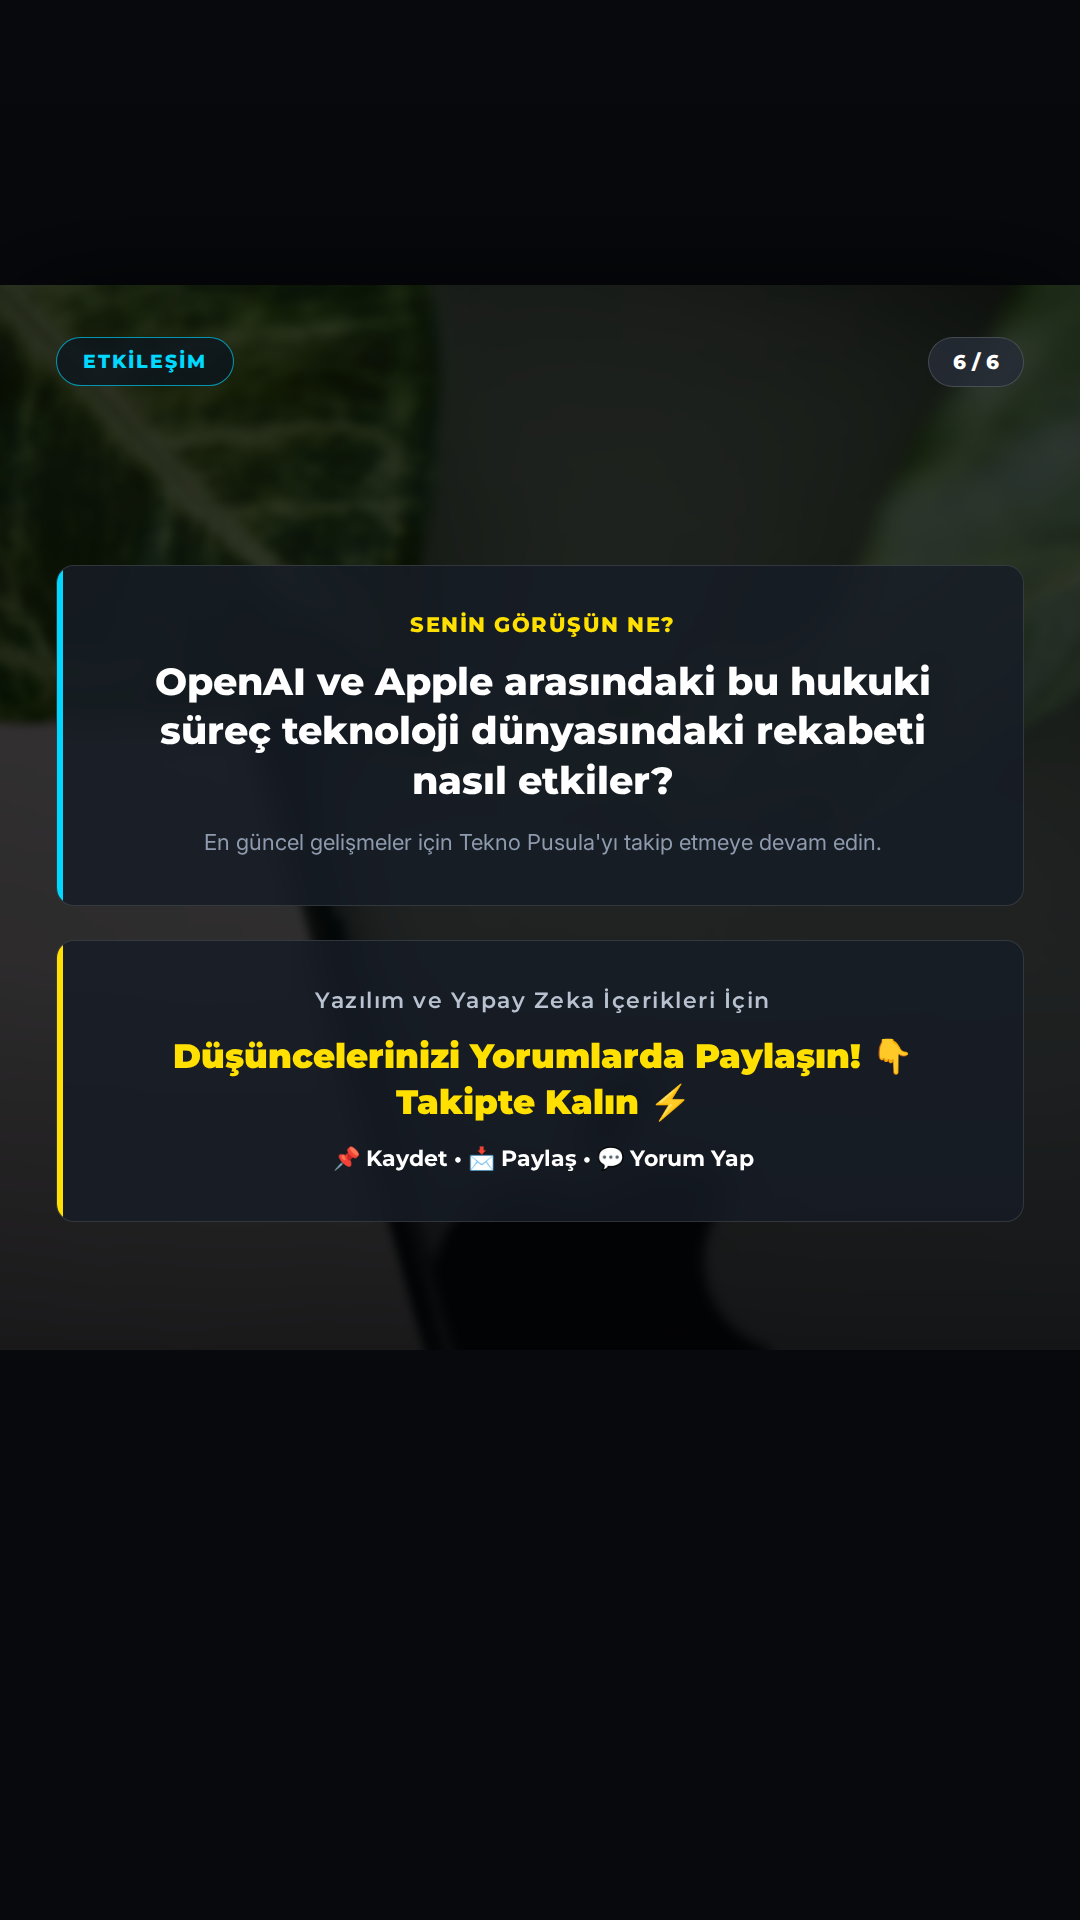 ETKİLEŞİM
6 / 6
SENİN GÖRÜŞÜN NE?
OpenAI ve Apple arasındaki bu hukuki
süreç teknoloji dünyasındaki rekabeti
nasıl etkiler?
En güncel gelişmeler için Tekno Pusula'yı takip etmeye devam edin.
Yazılım ve Yapay Zeka İçerikleri İçin
Düşüncelerinizi Yorumlarda Paylaşın! 👇
Takipte Kalın ⚡
📌 Kaydet • 📩 Paylaş • 💬 Yorum Yap